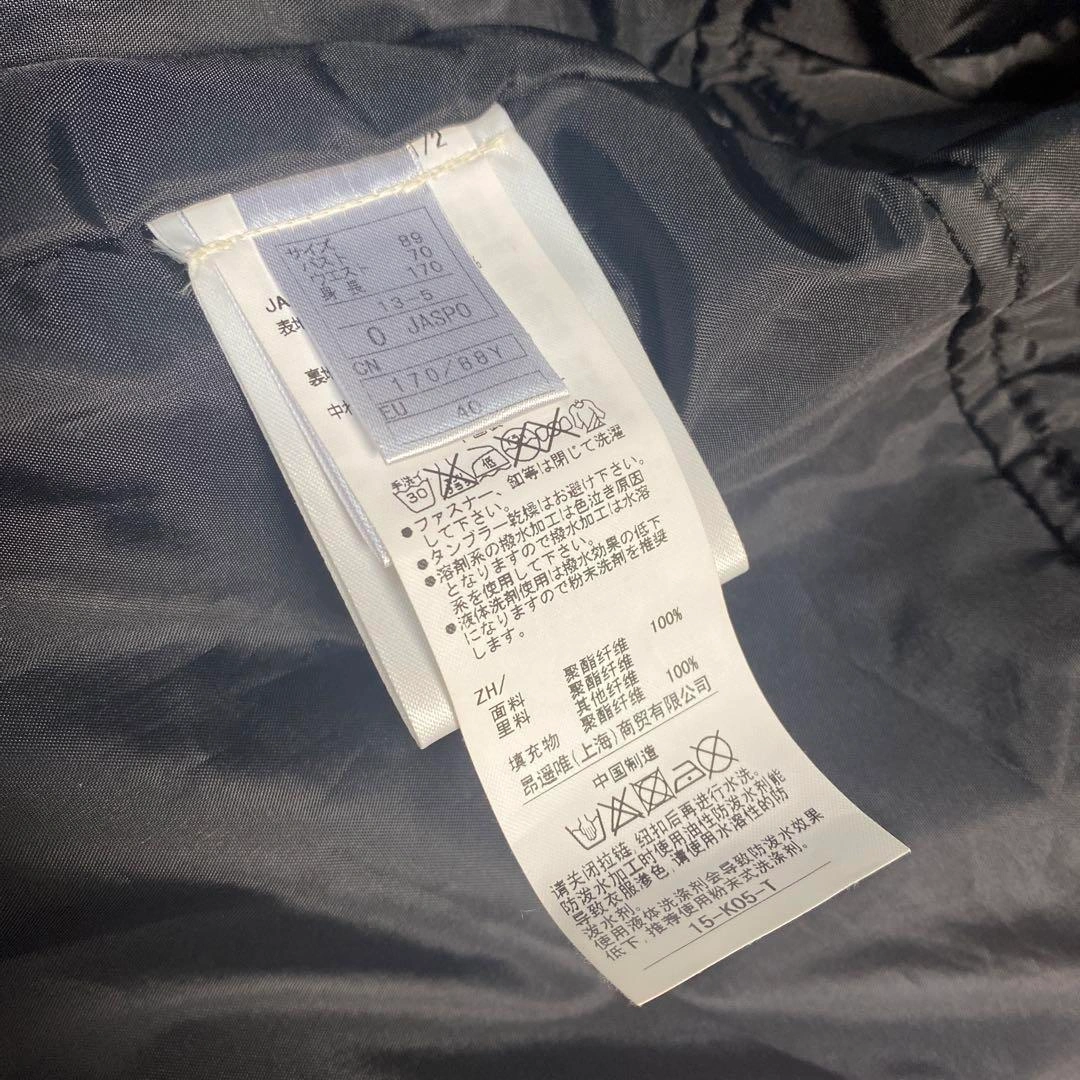 1/2
サイズ
バスト 89
ウエスト 70
身長 170
13-5
O JASPO
CN
170/88Y
EU
40
JA
表地
裏地
中
%
手洗イ
30
低
●ファスナー、釦等は閉じて洗濯
して下さい。
●タンブラー乾燥はお避け下さい。
●溶剤系の撥水加工は色泣き原因
となりますので撥水加工は水溶
系を使用して下さい。
●液体洗剤使用は撥水効果の低下
になりますので粉末洗剤を推奨
します。
ZH/
面料 聚酯纤维 100%
里料 聚酯纤维
其他纤维
填充物 聚酯纤维 100%
昂遥唯(上海)商贸有限公司
中国制造
请关闭拉链,纽扣后再进行水洗。
防泼水加工时使用油性防泼水剂能
导致衣服渗色,请使用水溶性的防
泼水剂。
使用液体洗涤剂会导致防泼水效果
低下,推荐使用粉末式洗涤剂。
15-K05-T